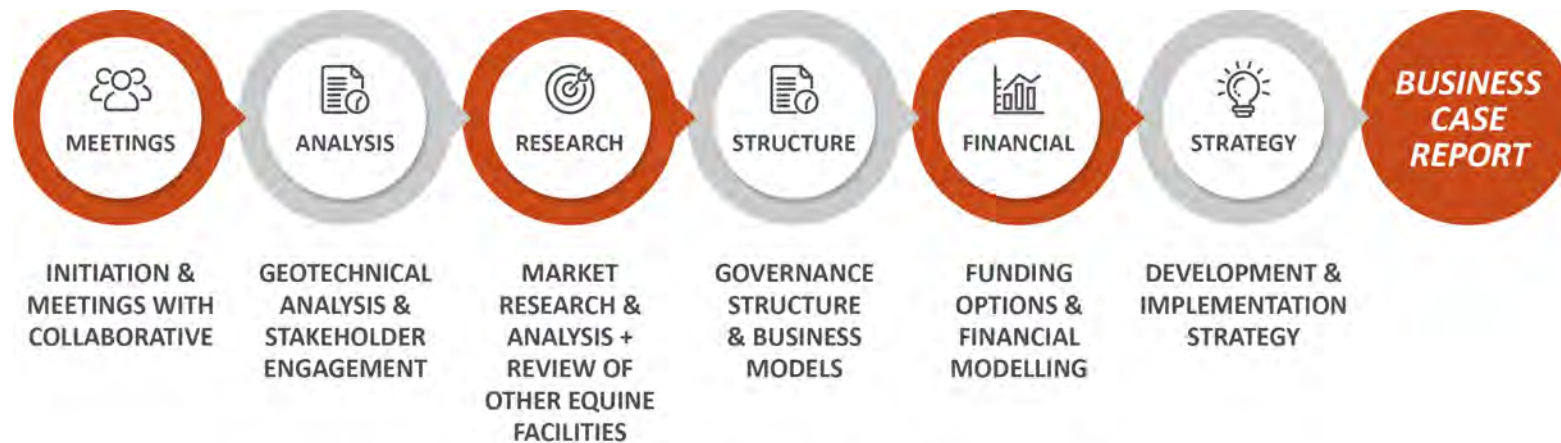 MEETINGS
ANALYSIS
RESEARCH
STRUCTURE
FINANCIAL
STRATEGY
BUSINESS
CASE
REPORT
INITIATION &
MEETINGS WITH
COLLABORATIVE
GEOTECHNICAL
ANALYSIS &
STAKEHOLDER
ENGAGEMENT
MARKET
RESEARCH &
ANALYSIS +
REVIEW OF
OTHER EQUINE
FACILITIES
GOVERNANCE
STRUCTURE
& BUSINESS
MODELS
FUNDING
OPTIONS &
FINANCIAL
MODELLING
DEVELOPMENT &
IMPLEMENTATION
STRATEGY